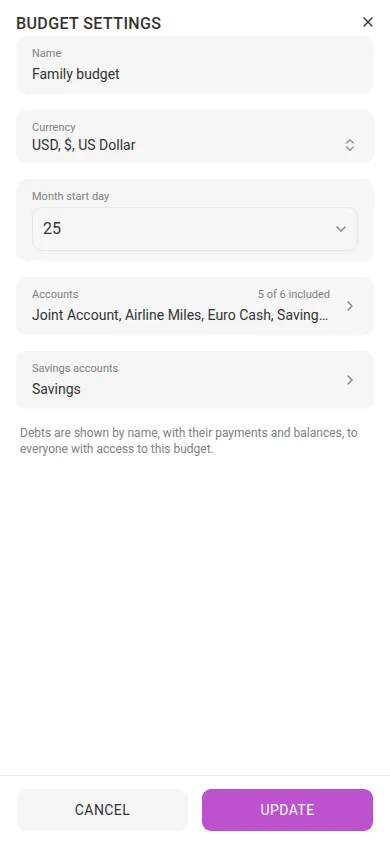 BUDGET SETTINGS
Name
Family budget
Currency
USD, $, US Dollar
Month start day
25
Accounts
5 of 6 included
Joint Account, Airline Miles, Euro Cash, Saving...
Savings accounts
Savings
Debts are shown by name, with their payments and balances, to
everyone with access to this budget.
CANCEL
UPDATE